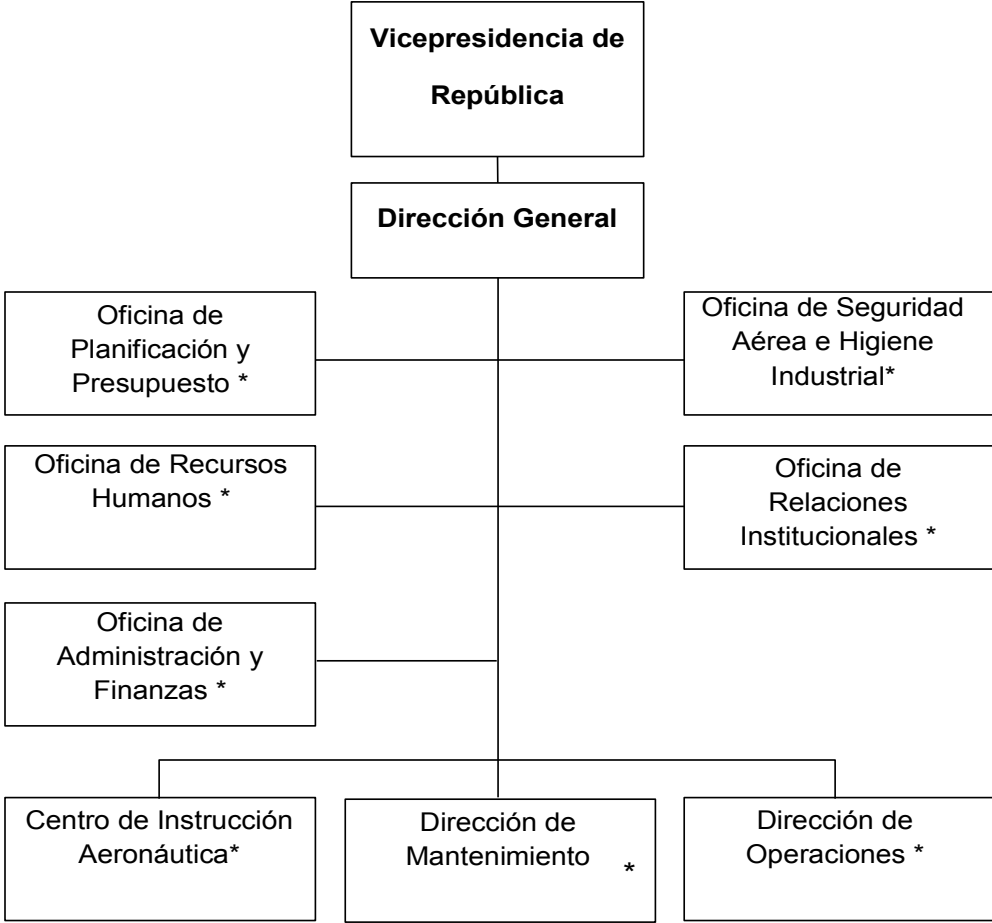 Vicepresidencia de
República
Dirección General
Oficina de
Planificación y
Presupuesto *
Oficina de Seguridad
Aérea e Higiene
Industrial*
Oficina de Recursos
Humanos *
Oficina de
Relaciones
Institucionales *
Oficina de
Administración y
Finanzas *
Centro de Instrucción
Aeronáutica*
Dirección de
Mantenimiento *
Dirección de
Operaciones *